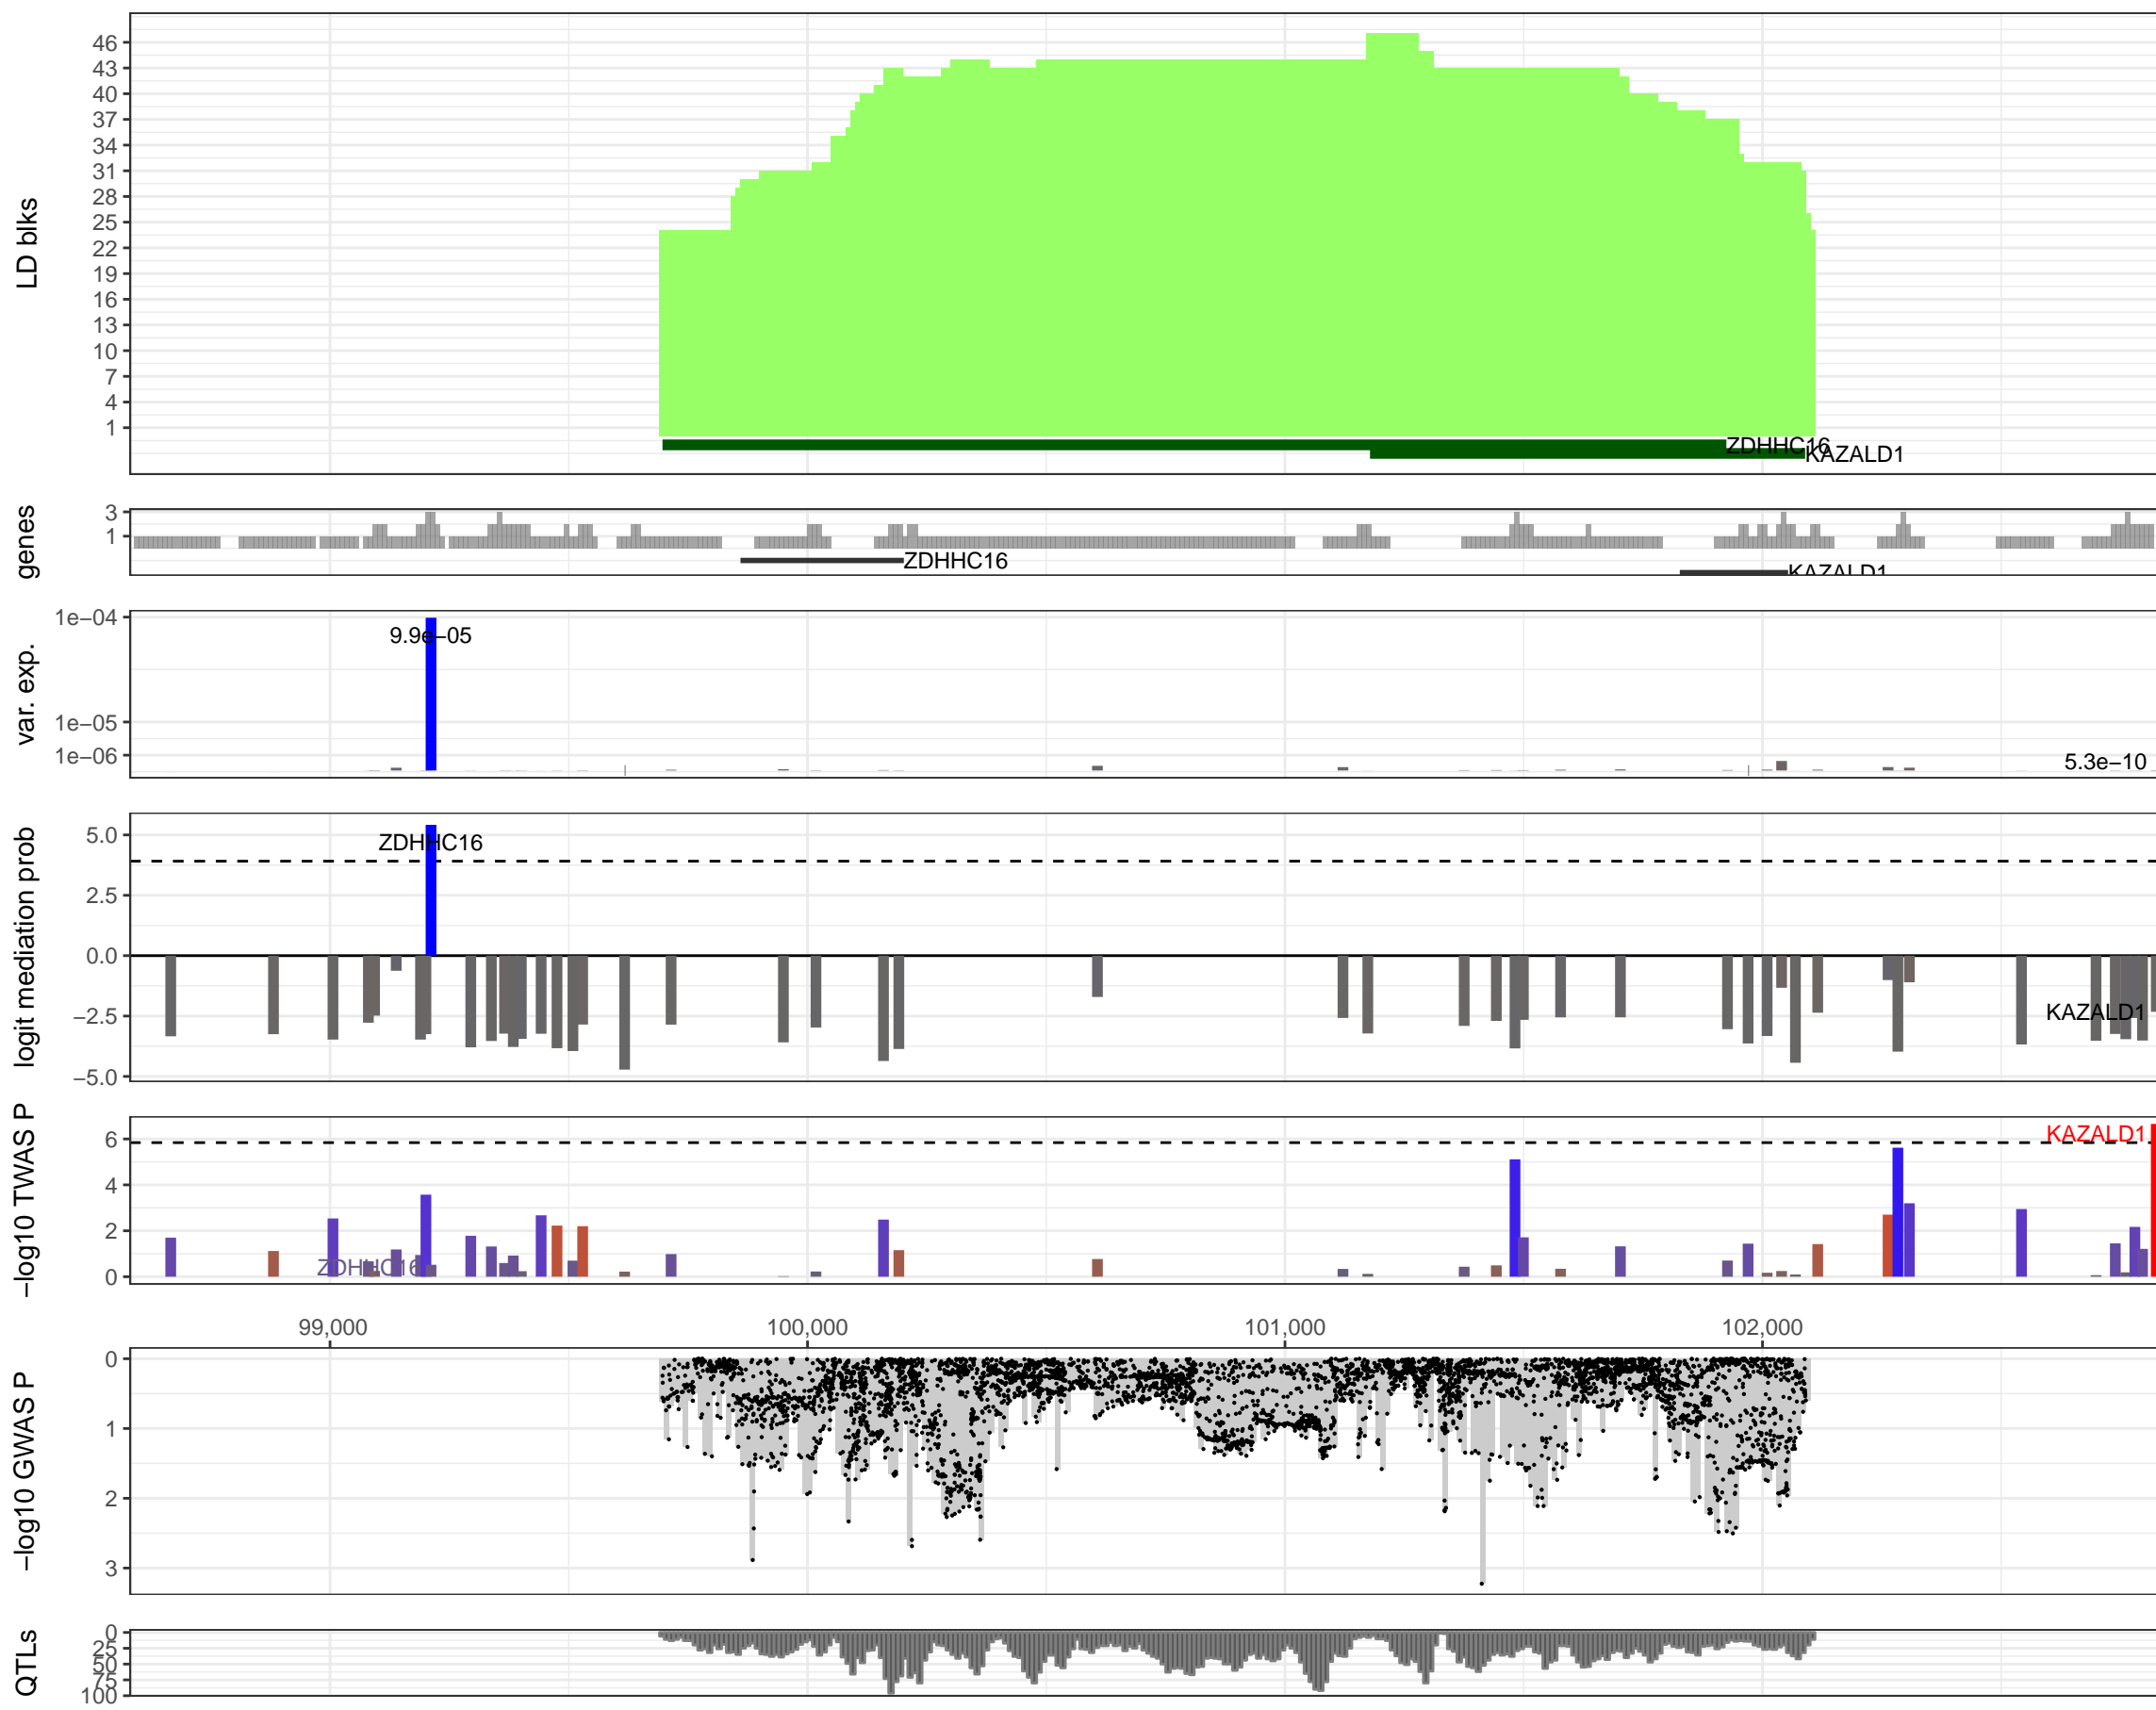 LD blks
46
43
40
37
34
31
28
25
22
19
16
13
10
7
4
1
ZDHHC16
KAZALD1
genes
3
1
ZDHHC16
KAZALD1
var. exp.
1e−04
1e−05
1e−06
9.9e−05
5.3e−10
logit mediation prob
5.0
2.5
0.0
−2.5
−5.0
ZDHHC16
KAZALD1
−log10 TWAS P
6
4
2
0
KAZALD1
ZDHHC16
99,000
100,000
101,000
102,000
−log10 GWAS P
0
1
2
3
QTLs
0
25
50
75
100